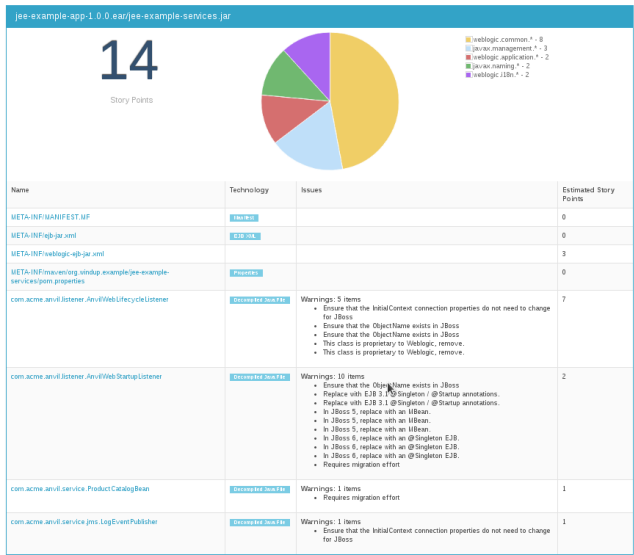 jee-example-app-1.0.0.ear/jee-example-services.jar
14
Story Points
weblogic.common.* - 8
javax.management.* - 3
weblogic.application.* - 2
javax.naming.* - 2
weblogic.i18n.* - 2
Name Technology Issues Estimated Story
Points
META-INF/MANIFEST.MF Manifest 0
META-INF/ejb-jar.xml EJB XML 0
META-INF/weblogic-ejb-jar.xml 3
META-INF/maven/org.windup.example/jee-example-
services/pom.properties Properties 0
com.acme.anvil.listener.AnvilWebLifecycleListener Decompiled Java File Warnings: 5 items 7
Ensure that the InitialContext connection properties do not need to change
for JBoss
Ensure that the ObjectName exists in JBoss
Ensure that the ObjectName exists in JBoss
This class is proprietary to Weblogic, remove.
This class is proprietary to Weblogic, remove.
com.acme.anvil.listener.AnvilWebStartupListener Decompiled Java File Warnings: 10 items 2
Ensure that the ObjectName exists in JBoss
Replace with EJB 3.1 @Singleton / @Startup annotations.
Replace with EJB 3.1 @Singleton / @Startup annotations.
In JBoss 5, replace with an MBean.
In JBoss 5, replace with an MBean.
In JBoss 5, replace with an MBean.
In JBoss 6, replace with an @Singleton EJB.
In JBoss 6, replace with an @Singleton EJB.
In JBoss 6, replace with an @Singleton EJB.
Requires migration effort
com.acme.anvil.service.ProductCatalogBean Decompiled Java File Warnings: 1 items 1
Requires migration effort
com.acme.anvil.service.jms.LogEventPublisher Decompiled Java File Warnings: 1 items 1
Ensure that the InitialContext connection properties do not need to change
for JBoss